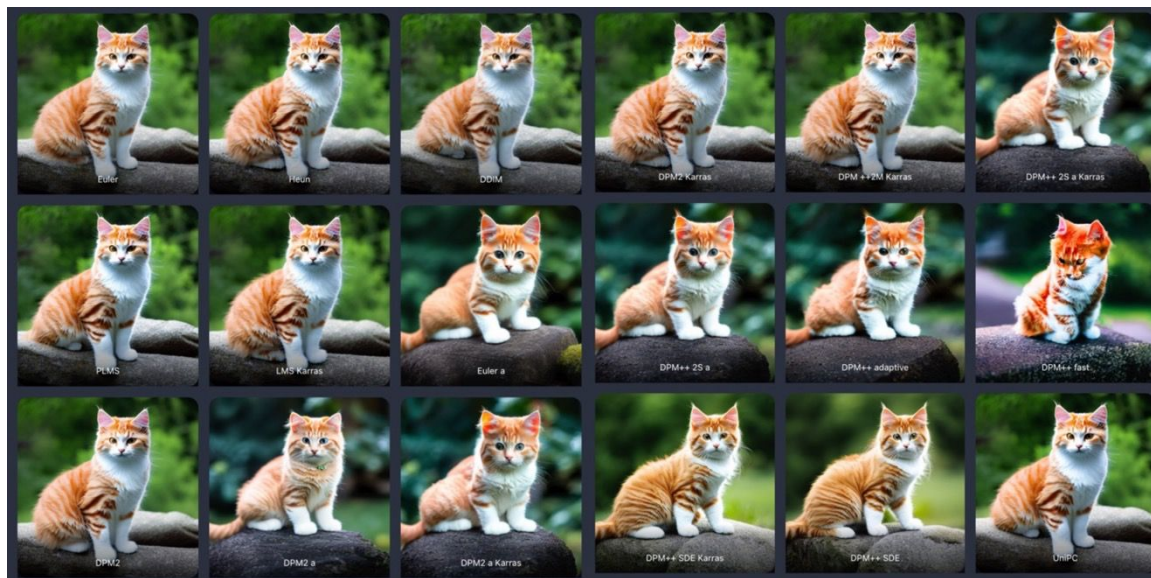 Euler
Heun
DDIM
DPM2 Karras
DPM ++2M Karras
DPM++ 2S a Karras
PLMS
LMS Karras
Euler a
DPM++ 2S a
DPM++ adaptive
DPM++ fast
DPM2
DPM2 a
DPM2 a Karras
DPM++ SDE Karras
DPM++ SDE
UniPC